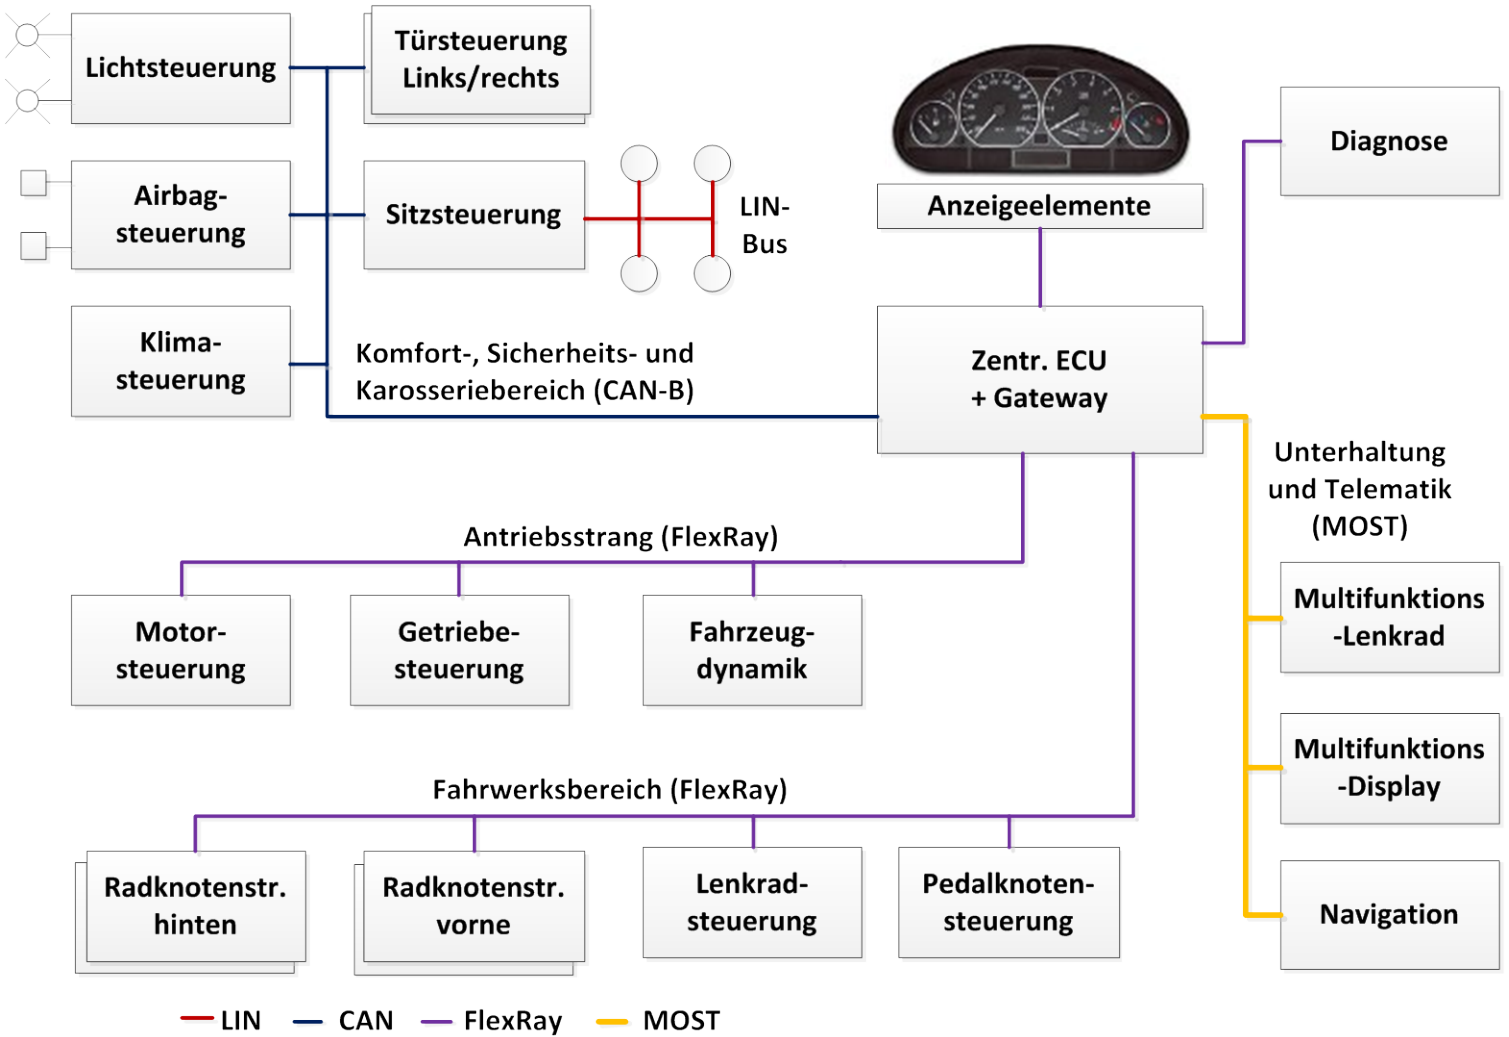 Lichtsteuerung
Türsteuerung
Links/rechts
Airbag-
steuerung
Sitzsteuerung
LIN-
Bus
Klima-
steuerung
Komfort-, Sicherheits- und
Karosseriebereich (CAN-B)
Anzeigeelemente
Diagnose
Zentr. ECU
+ Gateway
Unterhaltung
und Telematik
(MOST)
Antriebsstrang (FlexRay)
Motor-
steuerung
Getriebe-
steuerung
Fahrzeug-
dynamik
Multifunktions
-Lenkrad
Multifunktions
-Display
Navigation
Fahrwerksbereich (FlexRay)
Radknotenstr.
hinten
Radknotenstr.
vorne
Lenkrad-
steuerung
Pedalknoten-
steuerung
LIN CAN FlexRay MOST